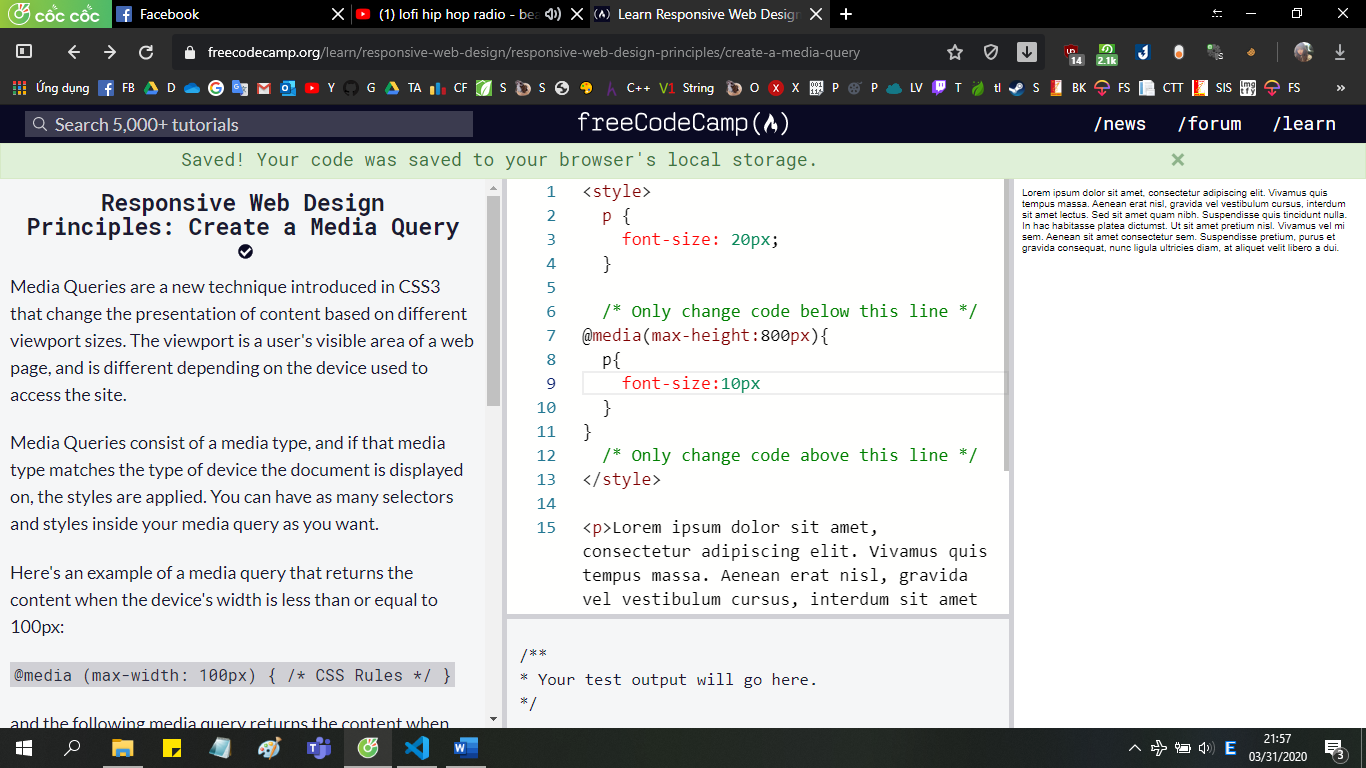 cốc cốc
Facebook
(1) lofi hip hop radio - bea
Learn Responsive Web Design
freecodecamp.org/learn/responsive-web-design/responsive-web-design-principles/create-a-media-query
14
2.1k
Ứng dụng FB D G Y G TA CF S S C++ V1 String O X P P LV T tl S BK FS CTT SIS FS »
Search 5,000+ tutorials
freeCodeCamp
/news /forum /learn
Saved! Your code was saved to your browser's local storage.
Responsive Web Design
Principles: Create a Media Query
Media Queries are a new technique introduced in CSS3
that change the presentation of content based on different
viewport sizes. The viewport is a user's visible area of a web
page, and is different depending on the device used to
access the site.
Media Queries consist of a media type, and if that media
type matches the type of device the document is displayed
on, the styles are applied. You can have as many selectors
and styles inside your media query as you want.
Here's an example of a media query that returns the
content when the device's width is less than or equal to
100px:
@media (max-width: 100px) { /* CSS Rules */ }
and the following media query returns the content when
1 <style>
2 p {
3 font-size: 20px;
4 }
5
6 /* Only change code below this line */
7 @media(max-height:800px){
8 p{
9 font-size:10px
10 }
11 }
12 /* Only change code above this line */
13 </style>
14
15 <p>Lorem ipsum dolor sit amet,
consectetur adipiscing elit. Vivamus quis
tempus massa. Aenean erat nisl, gravida
vel vestibulum cursus, interdum sit amet
/**
* Your test output will go here.
*/
Lorem ipsum dolor sit amet, consectetur adipiscing elit. Vivamus quis
tempus massa. Aenean erat nisl, gravida vel vestibulum cursus, interdum
sit amet lectus. Sed sit amet quam nibh. Suspendisse quis tincidunt nulla.
In hac habitasse platea dictumst. Ut sit amet pretium nisl. Vivamus vel mi
sem. Aenean sit amet consectetur sem. Suspendisse pretium, purus et
gravida consequat, nunc ligula ultricies diam, at aliquet velit libero a dui.
E
21:57
03/31/2020
3